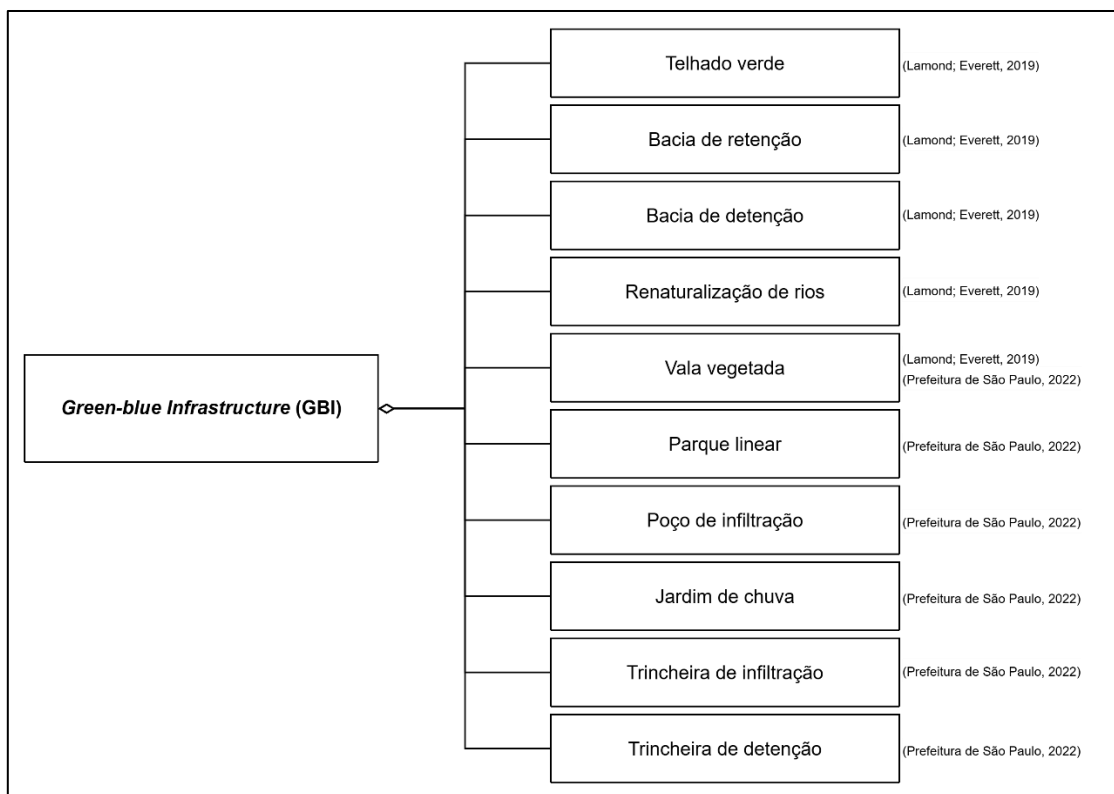 Telhado verde
(Lamond; Everett, 2019)
Bacia de retenção
(Lamond; Everett, 2019)
Bacia de detenção
(Lamond; Everett, 2019)
Renaturalização de rios
(Lamond; Everett, 2019)
Vala vegetada
(Lamond; Everett, 2019)
(Prefeitura de São Paulo, 2022)
Green-blue Infrastructure (GBI)
Parque linear
(Prefeitura de São Paulo, 2022)
Poço de infiltração
(Prefeitura de São Paulo, 2022)
Jardim de chuva
(Prefeitura de São Paulo, 2022)
Trincheira de infiltração
(Prefeitura de São Paulo, 2022)
Trincheira de detenção
(Prefeitura de São Paulo, 2022)